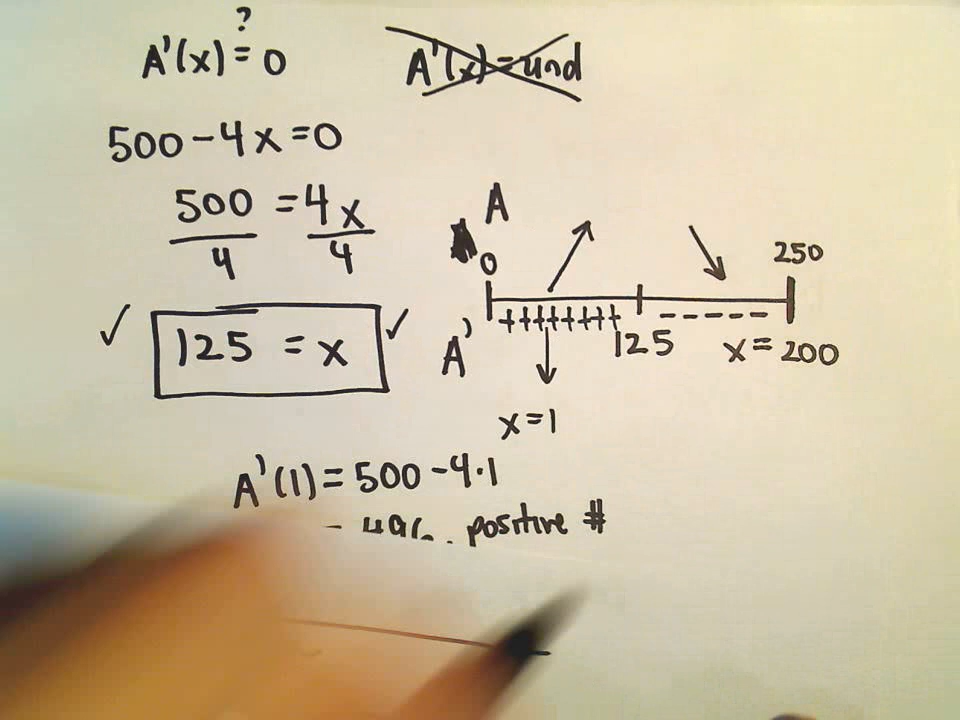 A'(x) ?= 0
A'(x) = und
500 - 4x = 0
500 = 4x
4 4
125 = x
A
0 250
A'
+++++++ 125 ------
x = 200
x = 1
A'(1) = 500 - 4·1
positive #